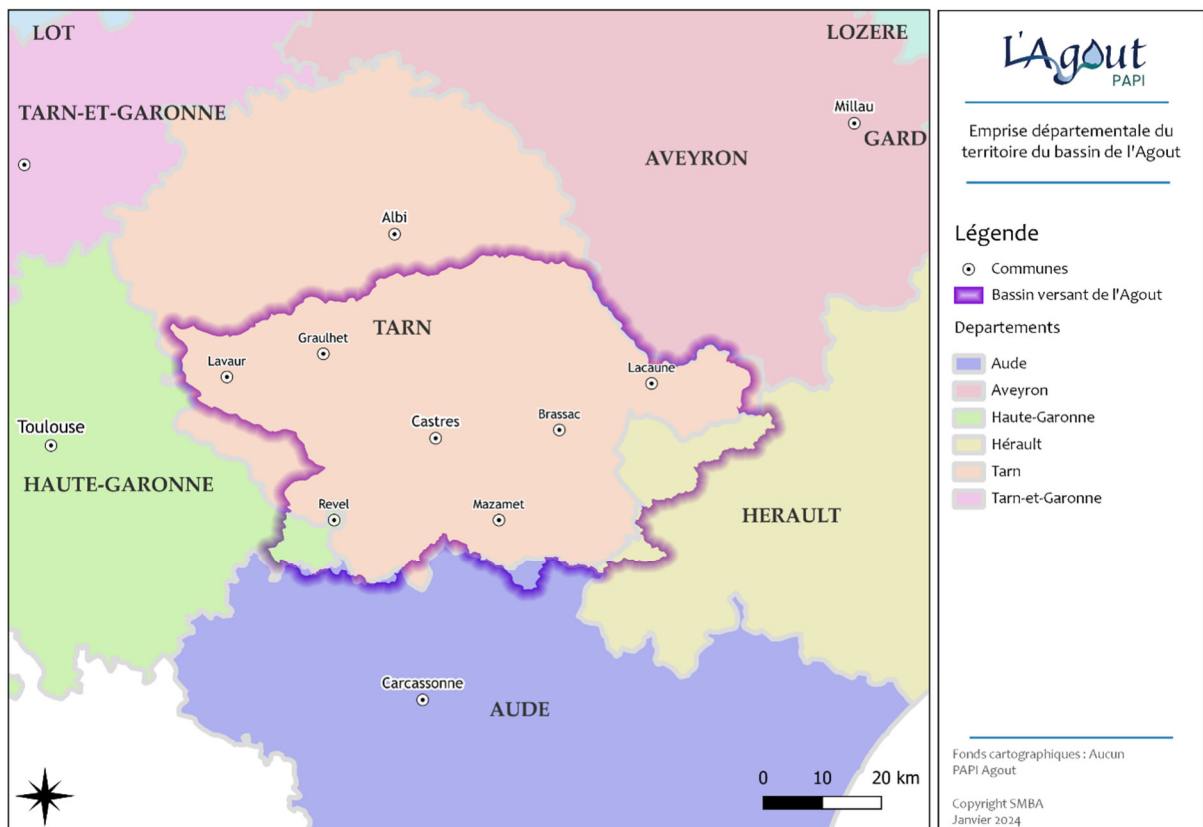 LOT
LOZERE
TARN-ET-GARONNE
Millau
GARD
AVEYRON
Albi
TARN
Graulhet
Lavaur
Lacaune
Brassac
Castres
Toulouse
HAUTE-GARONNE
Revel
Mazamet
HERAULT
Carcassonne
AUDE
0 10 20 km
L'Agout
PAPI
Emprise départementale du
territoire du bassin de l'Agout
Légende
Communes
Bassin versant de l'Agout
Departements
Aude
Aveyron
Haute-Garonne
Hérault
Tarn
Tarn-et-Garonne
Fonds cartographiques : Aucun
PAPI Agout
Copyright SMBA
Janvier 2024